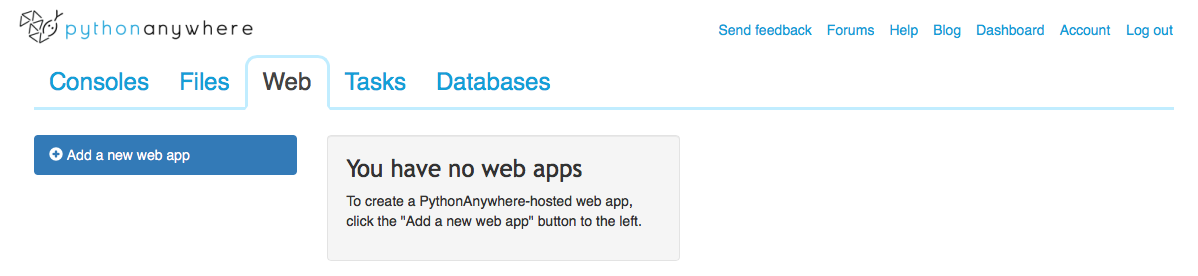 pythonanywhere
Send feedback Forums Help Blog Dashboard Account Log out
Consoles Files Web Tasks Databases
Add a new web app
You have no web apps
To create a PythonAnywhere-hosted web app,
click the "Add a new web app" button to the left.